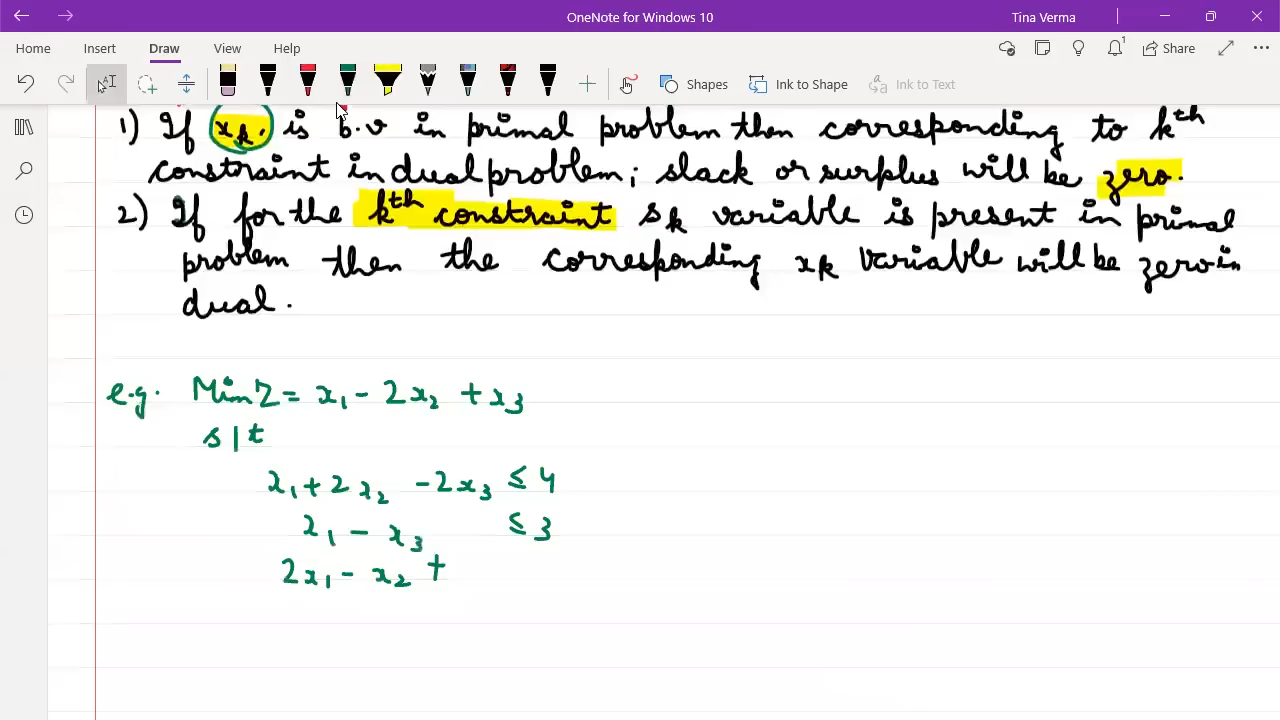 OneNote for Windows 10
Tina Verma
Home Insert Draw View Help
1 Share
Shapes Ink to Shape Ink to Text
1) If xk. is b.v in primal problem then corresponding to kth
constraint in dual problem; slack or surplus will be zero.
2) If for the kth constraint sk variable is present in primal
problem then the corresponding xk variable will be zero in
dual.
e.g. Min Z = x1 - 2x2 + x3
s|t
x1 + 2x2 - 2x3 ≤ 4
x1 - x3 ≤ 3
2x1 - x2 +